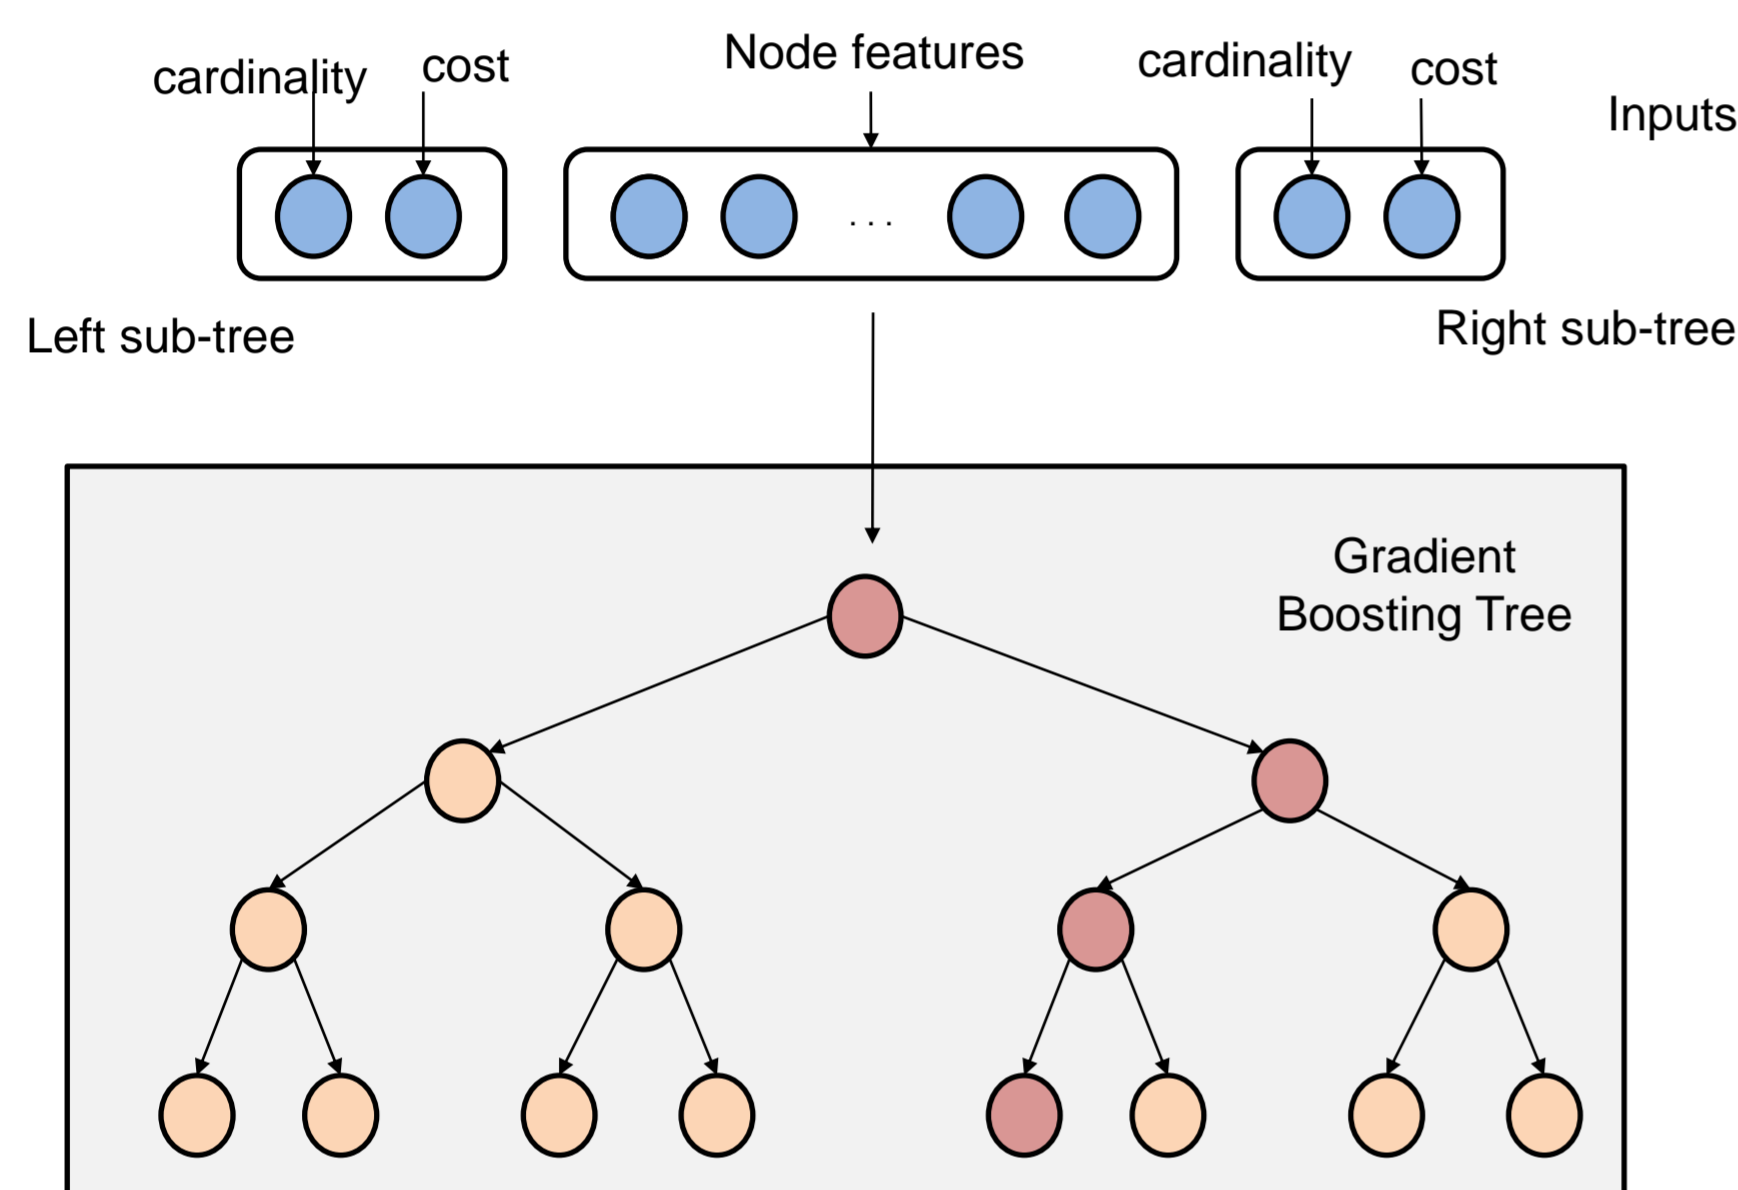 cardinality
cost
Node features
cardinality
cost
Inputs
. . .
Left sub-tree
Right sub-tree
Gradient
Boosting Tree